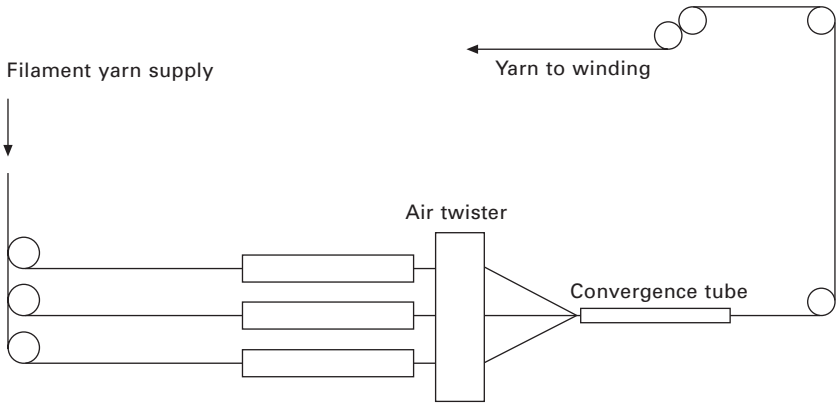 Filament yarn supply
Yarn to winding
Air twister
Convergence tube